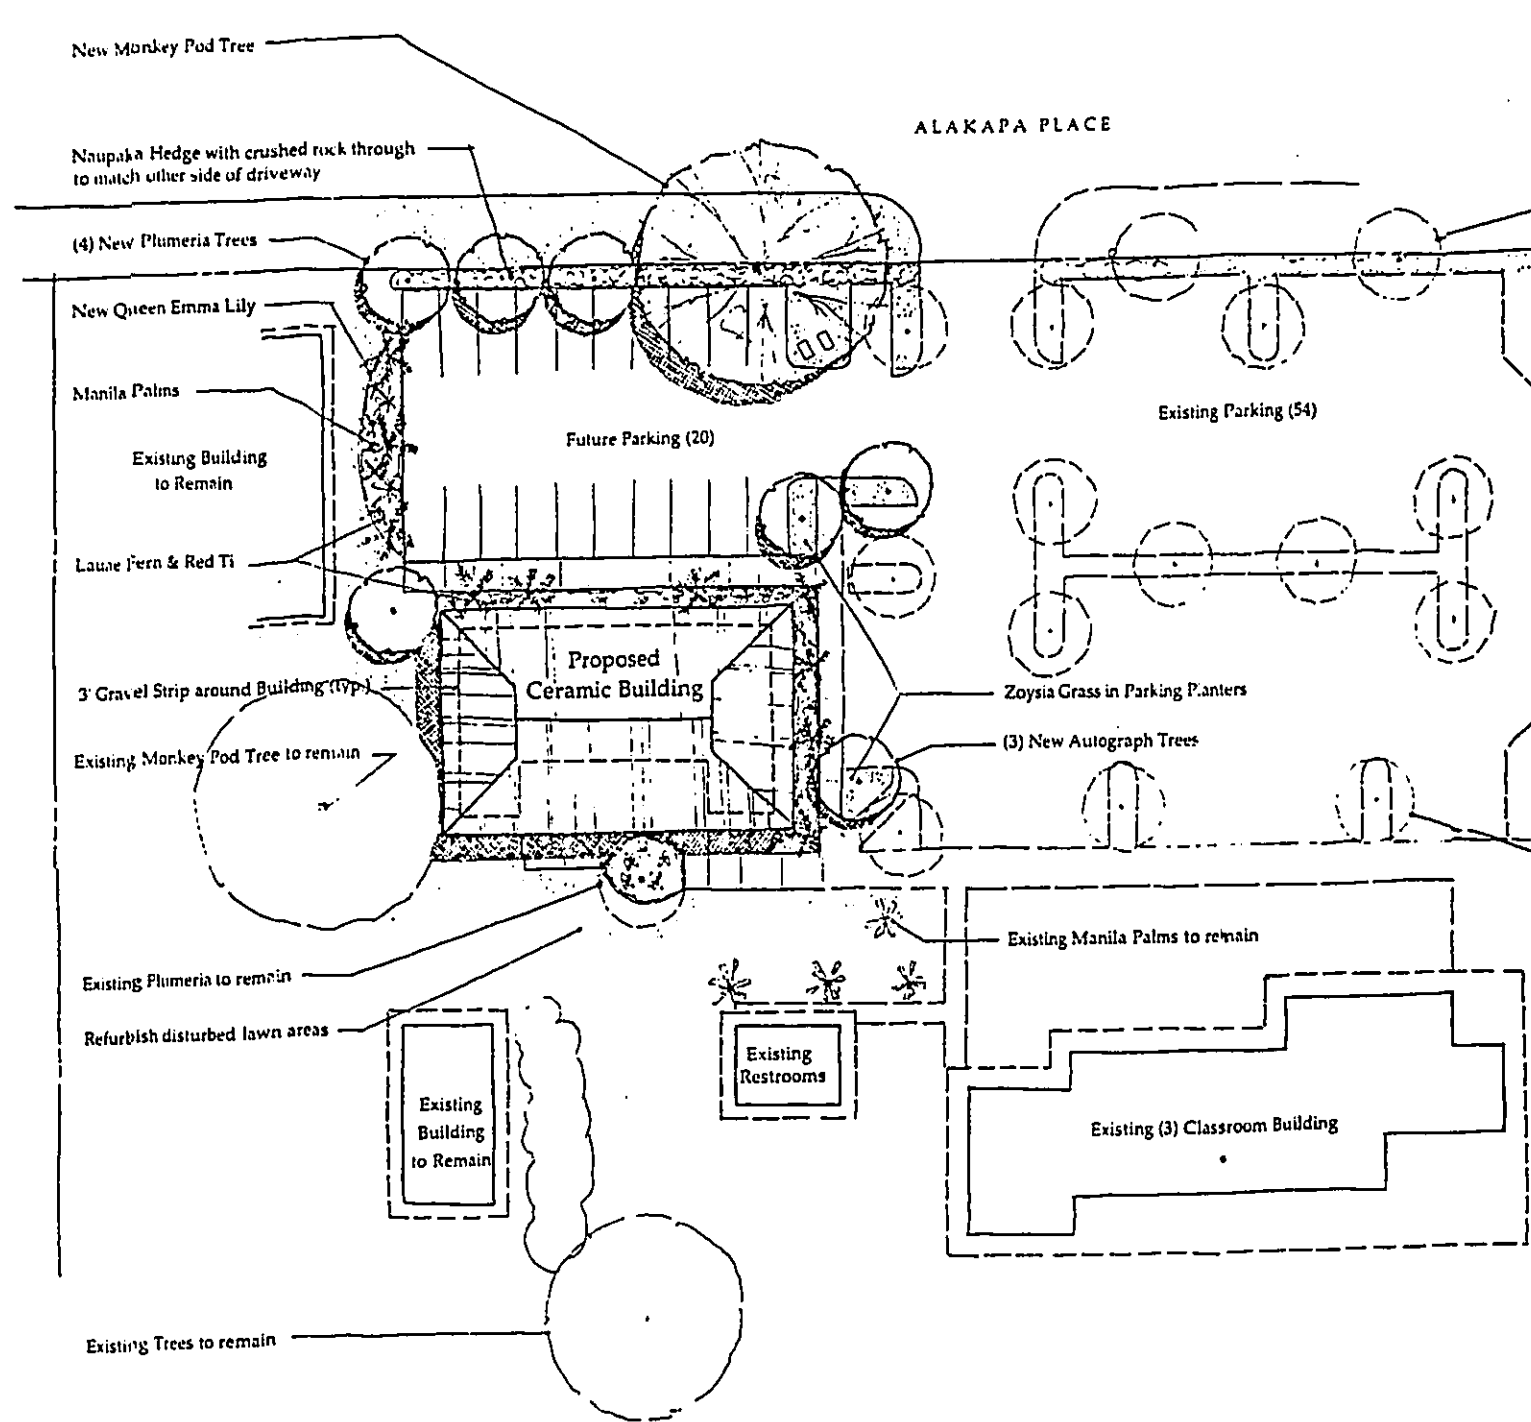 New Monkey Pod Tree
ALAKAPA PLACE
Naupaka Hedge with crushed rock through
to match other side of driveway
(4) New Plumeria Trees
New Queen Emma Lily
Manila Palms
Existing Parking (54)
Future Parking (20)
Existing Building
to Remain
Lauae Fern & Red Ti
Proposed
Ceramic Building
3' Gravel Strip around Building (typ.)
Zoysia Grass in Parking Planters
(3) New Autograph Trees
Existing Monkey Pod Tree to remain
Existing Manila Palms to remain
Existing Plumeria to remain
Refurbish disturbed lawn areas
Existing
Restrooms
Existing
Building
to Remain
Existing (3) Classroom Building
Existing Trees to remain